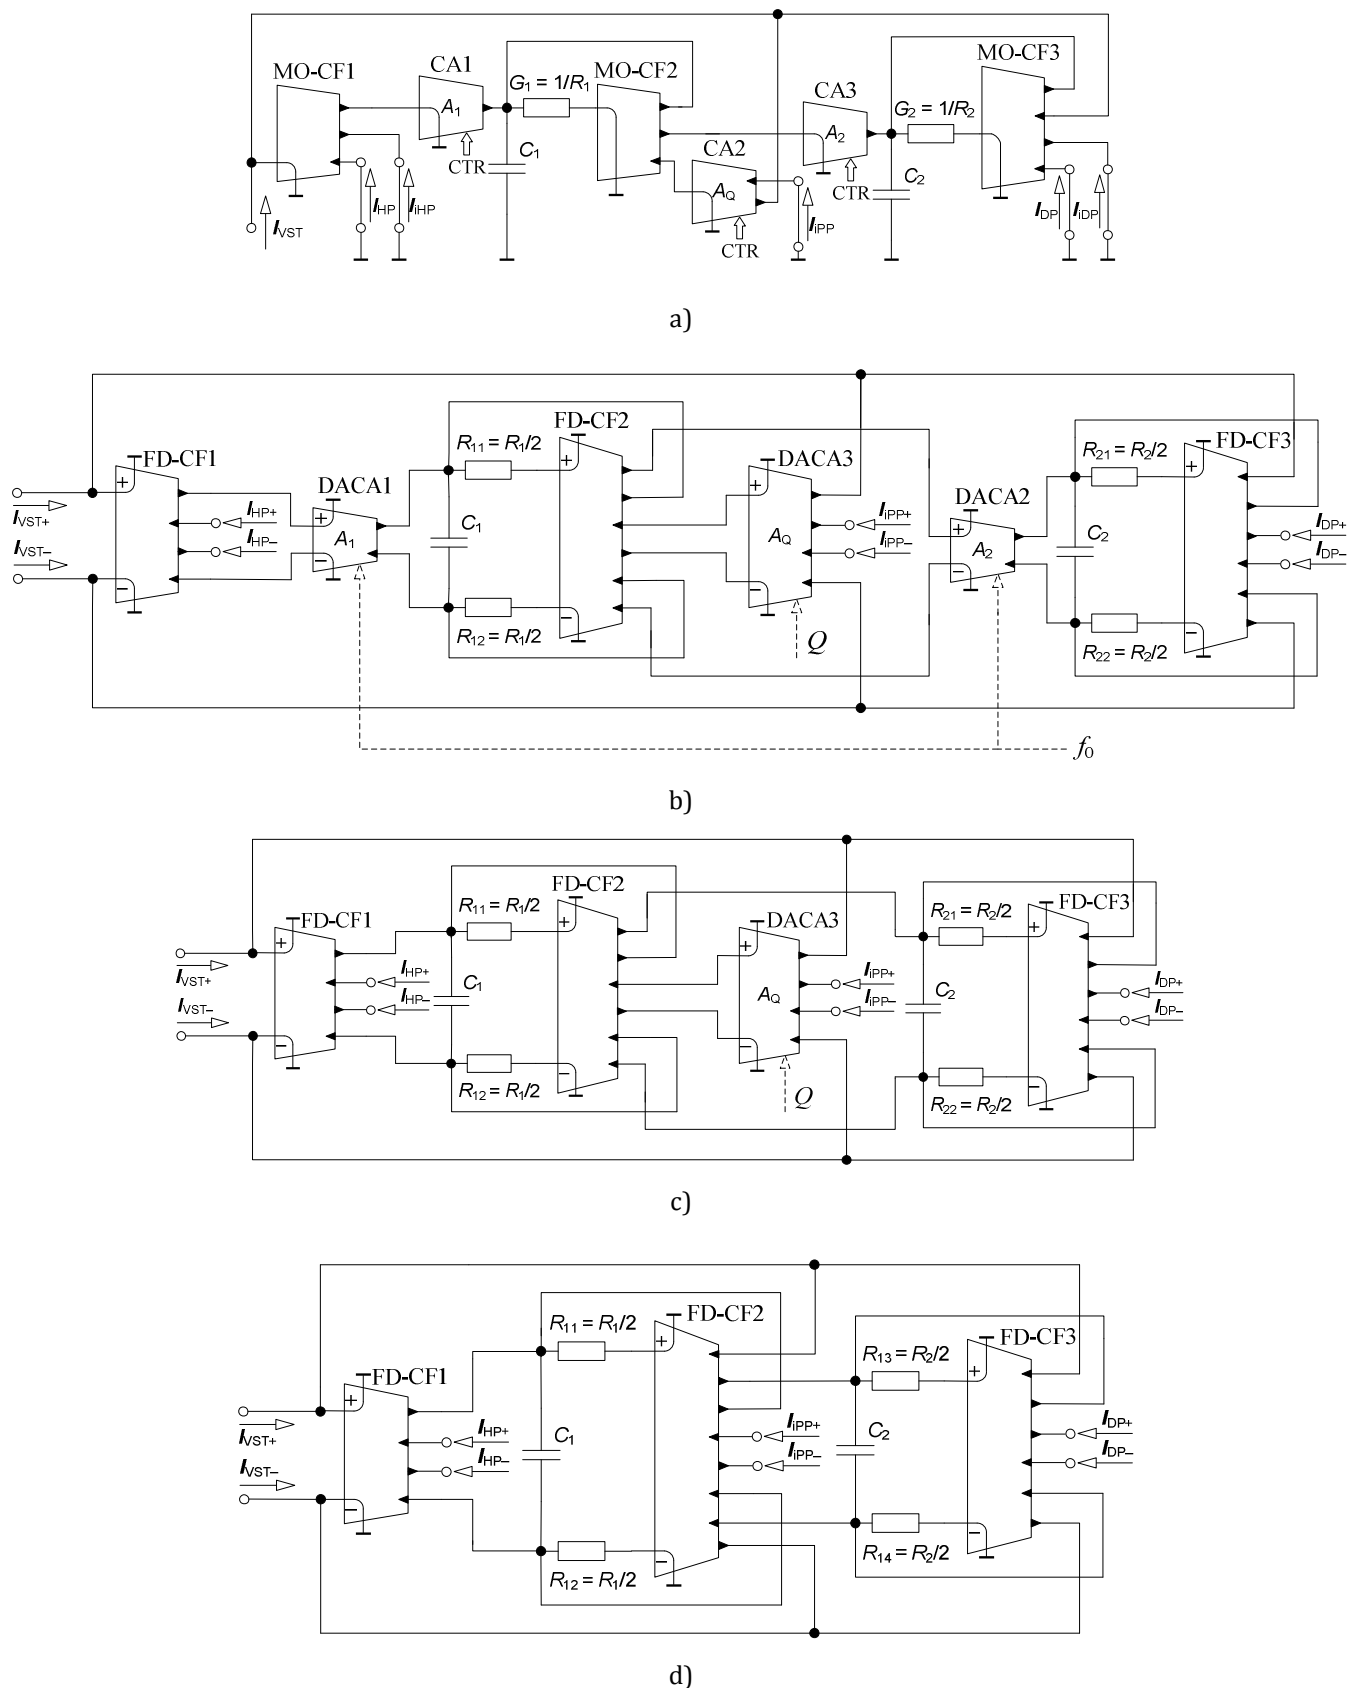 MO-CF1 CA1 G1 = 1/R1 MO-CF2 CA3 G2 = 1/R2 MO-CF3
A1 A2
CTR C1 CA2 CTR C2
AQ
IVST IHP IiHP CTR IiPP IDP IiDP
a)
FD-CF1 DACA1 R11 = R1/2 FD-CF2 DACA3 DACA2 R21 = R2/2 FD-CF3
+ + + + + +
IVST+ IHP+ IiPP+ IDP+
IVST– IHP– A1 C1 AQ IiPP– A2 C2 IDP–
– – – – – –
R12 = R1/2 Q R22 = R2/2
f0
b)
FD-CF1 R11 = R1/2 FD-CF2 DACA3 R21 = R2/2 FD-CF3
+ + + +
IVST+ IHP+ IiPP+ IDP+
IVST– IHP– C1 AQ IiPP– C2 IDP–
– – – –
R12 = R1/2 Q R22 = R2/2
c)
FD-CF1 R11 = R1/2 FD-CF2 R13 = R2/2 FD-CF3
+ + +
IVST+ IHP+ IiPP+ IDP+
IVST– IHP– C1 IiPP– C2 IDP–
– – –
R12 = R1/2 R14 = R2/2
d)